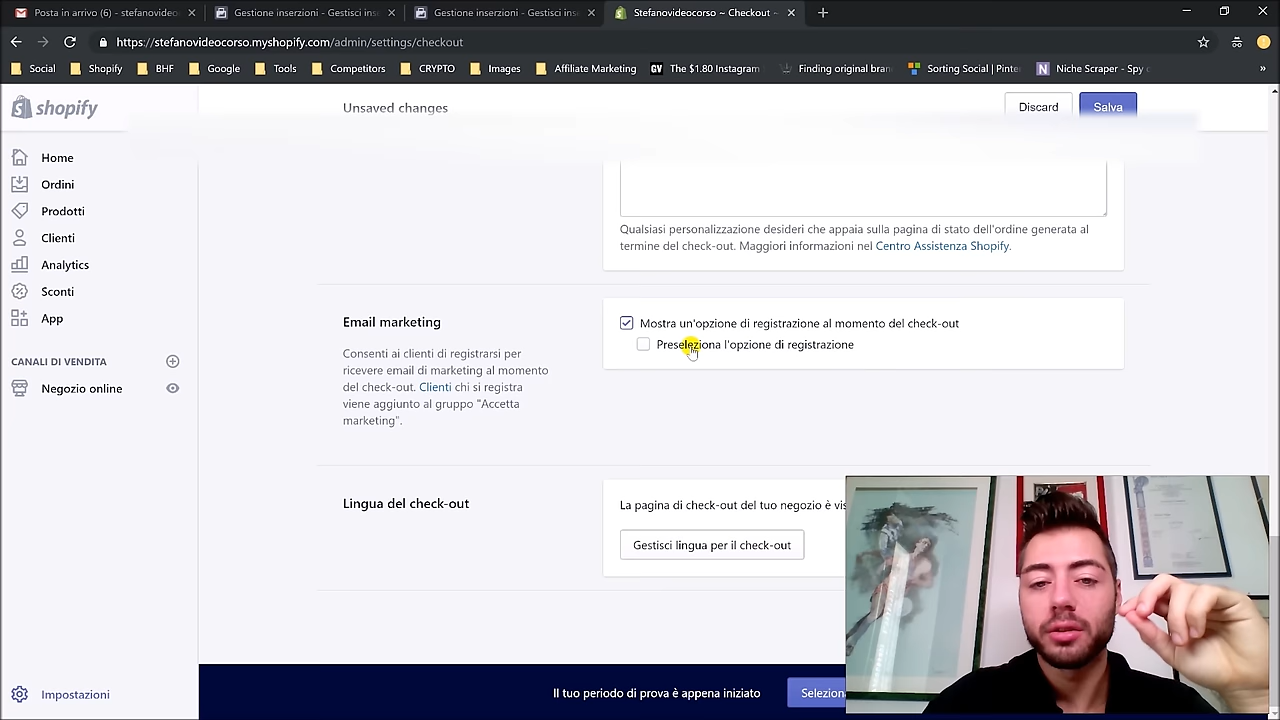 Posta in arrivo (6) - stefanovideo
Gestione inserzioni - Gestisci ins
Gestione inserzioni - Gestisci ins
Stefanovideocorso ~ Checkout ~
https://stefanovideocorso.myshopify.com/admin/settings/checkout
Social Shopify BHF Google Tools Competitors CRYPTO Images Affiliate Marketing GV The $1.80 Instagram Finding original bran Sorting Social | Pinte N Niche Scraper - Spy »
shopify
Unsaved changes
Discard
Salva
Home
Ordini
Prodotti
Clienti
Analytics
Sconti
App
CANALI DI VENDITA
Negozio online
Impostazioni
Qualsiasi personalizzazione desideri che appaia sulla pagina di stato dell'ordine generata al
termine del check-out. Maggiori informazioni nel Centro Assistenza Shopify.
Email marketing
Consenti ai clienti di registrarsi per
ricevere email di marketing al momento
del check-out. Clienti chi si registra
viene aggiunto al gruppo "Accetta
marketing".
Mostra un'opzione di registrazione al momento del check-out
Preseleziona l'opzione di registrazione
Lingua del check-out
La pagina di check-out del tuo negozio è vis
Gestisci lingua per il check-out
Il tuo periodo di prova è appena iniziato
Selezion